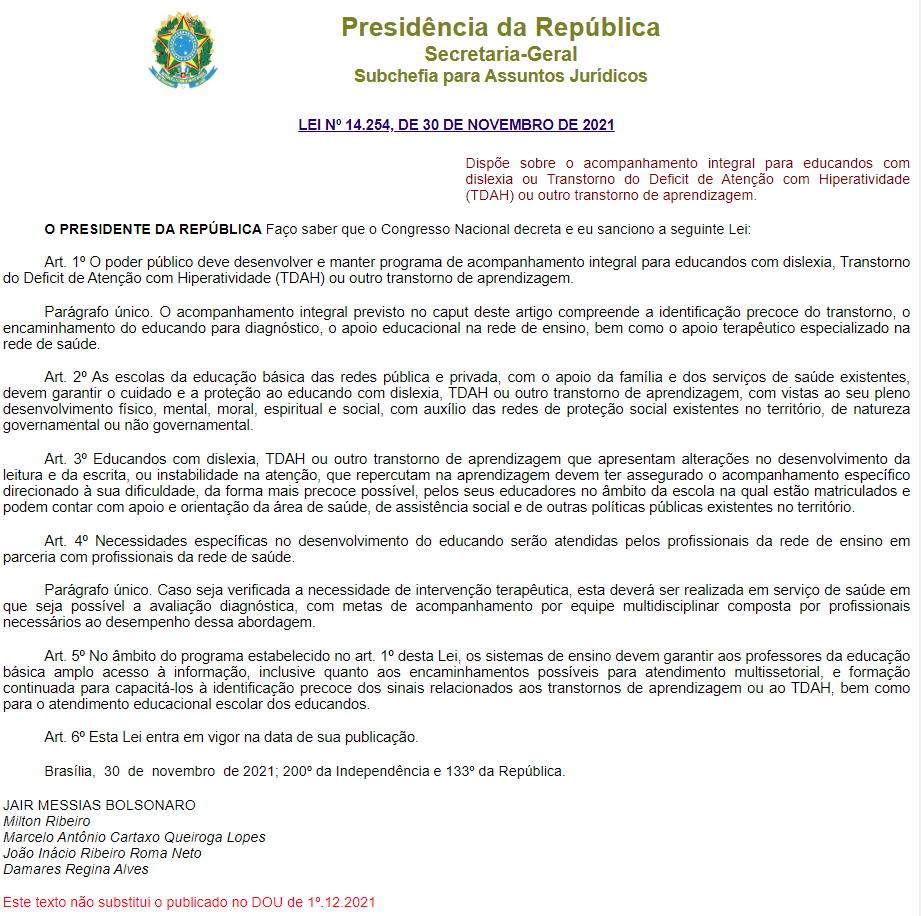 Presidência da República
Secretaria-Geral
Subchefia para Assuntos Jurídicos
LEI Nº 14.254, DE 30 DE NOVEMBRO DE 2021
Dispõe sobre o acompanhamento integral para educandos com
dislexia ou Transtorno do Deficit de Atenção com Hiperatividade
(TDAH) ou outro transtorno de aprendizagem.
O PRESIDENTE DA REPÚBLICA Faço saber que o Congresso Nacional decreta e eu sanciono a seguinte Lei:
Art. 1º O poder público deve desenvolver e manter programa de acompanhamento integral para educandos com dislexia, Transtorno
do Deficit de Atenção com Hiperatividade (TDAH) ou outro transtorno de aprendizagem.
Parágrafo único. O acompanhamento integral previsto no caput deste artigo compreende a identificação precoce do transtorno, o
encaminhamento do educando para diagnóstico, o apoio educacional na rede de ensino, bem como o apoio terapêutico especializado na
rede de saúde.
Art. 2º As escolas da educação básica das redes pública e privada, com o apoio da família e dos serviços de saúde existentes,
devem garantir o cuidado e a proteção ao educando com dislexia, TDAH ou outro transtorno de aprendizagem, com vistas ao seu pleno
desenvolvimento físico, mental, moral, espiritual e social, com auxílio das redes de proteção social existentes no território, de natureza
governamental ou não governamental.
Art. 3º Educandos com dislexia, TDAH ou outro transtorno de aprendizagem que apresentam alterações no desenvolvimento da
leitura e da escrita, ou instabilidade na atenção, que repercutam na aprendizagem devem ter assegurado o acompanhamento específico
direcionado à sua dificuldade, da forma mais precoce possível, pelos seus educadores no âmbito da escola na qual estão matriculados e
podem contar com apoio e orientação da área de saúde, de assistência social e de outras políticas públicas existentes no território.
Art. 4º Necessidades específicas no desenvolvimento do educando serão atendidas pelos profissionais da rede de ensino em
parceria com profissionais da rede de saúde.
Parágrafo único. Caso seja verificada a necessidade de intervenção terapêutica, esta deverá ser realizada em serviço de saúde em
que seja possível a avaliação diagnóstica, com metas de acompanhamento por equipe multidisciplinar composta por profissionais
necessários ao desempenho dessa abordagem.
Art. 5º No âmbito do programa estabelecido no art. 1º desta Lei, os sistemas de ensino devem garantir aos professores da educação
básica amplo acesso à informação, inclusive quanto aos encaminhamentos possíveis para atendimento multissetorial, e formação
continuada para capacitá-los à identificação precoce dos sinais relacionados aos transtornos de aprendizagem ou ao TDAH, bem como
para o atendimento educacional escolar dos educandos.
Art. 6º Esta Lei entra em vigor na data de sua publicação.
Brasília, 30 de novembro de 2021; 200º da Independência e 133º da República.
JAIR MESSIAS BOLSONARO
Milton Ribeiro
Marcelo Antônio Cartaxo Queiroga Lopes
João Inácio Ribeiro Roma Neto
Damares Regina Alves
Este texto não substitui o publicado no DOU de 1º.12.2021